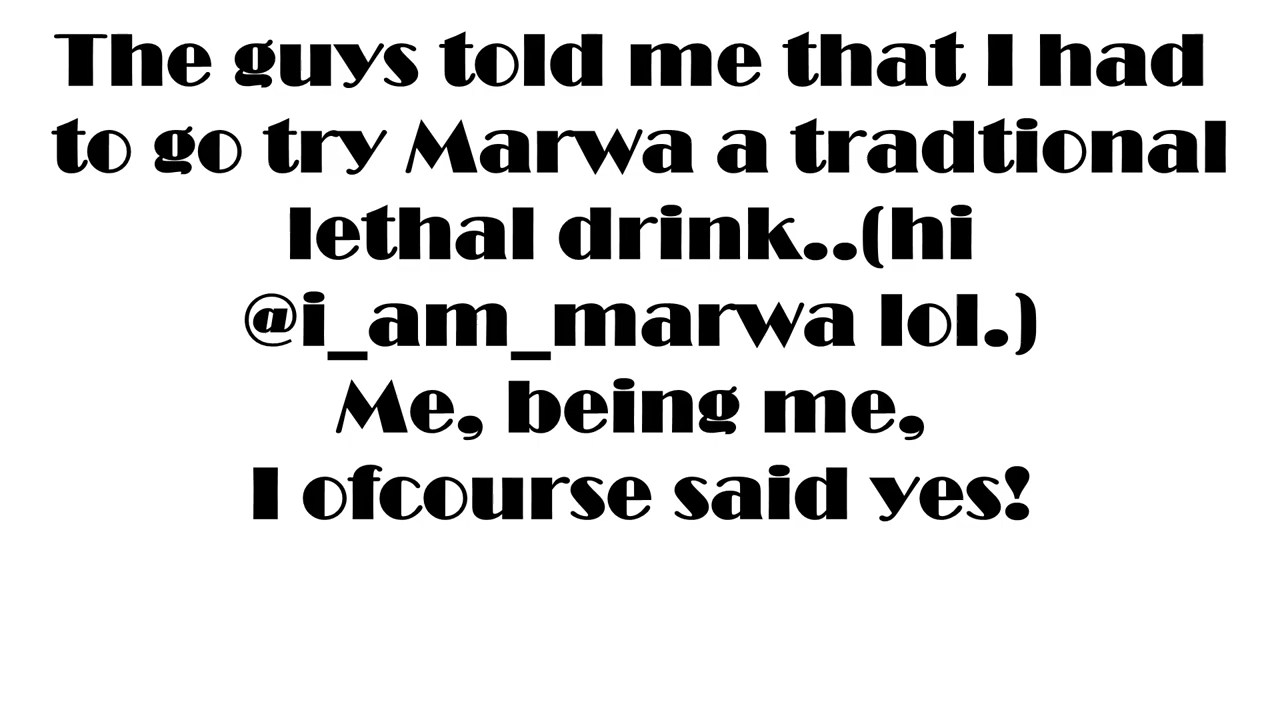 The guys told me that I had
to go try Marwa a tradtional
lethal drink..(hi
@i_am_marwa lol.)
Me, being me,
I ofcourse said yes!